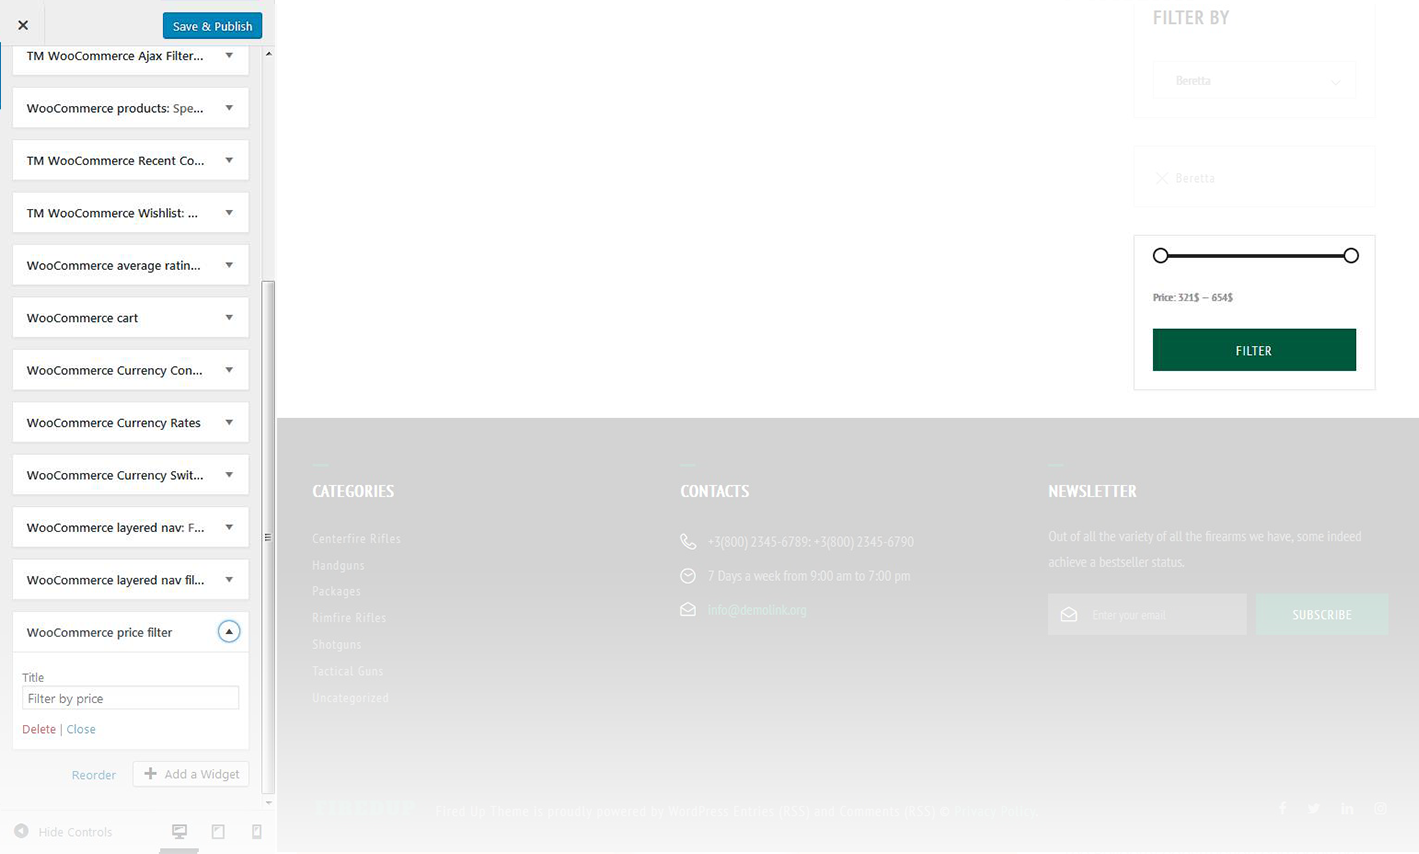 Save & Publish
TM WooCommerce Ajax Filter...
WooCommerce products: Spe...
TM WooCommerce Recent Co...
TM WooCommerce Wishlist: ...
WooCommerce average ratin...
WooCommerce cart
WooCommerce Currency Con...
WooCommerce Currency Rates
WooCommerce Currency Swit...
WooCommerce layered nav: F...
WooCommerce layered nav fil...
WooCommerce price filter
Title
Filter by price
Delete | Close
Reorder
Add a Widget
Hide Controls
FILTER BY
Beretta
Beretta
Price: 321$ — 654$
FILTER
CATEGORIES
Centerfire Rifles
Handguns
Packages
Rimfire Rifles
Shotguns
Tactical Guns
Uncategorized
CONTACTS
+3(800) 2345-6789; +3(800) 2345-6790
7 Days a week from 9:00 am to 7:00 pm
info@demolink.org
NEWSLETTER
Out of all the variety of all the firearms we have, some indeed
achieve a bestseller status.
Enter your email
SUBSCRIBE
Fired Up Theme is proudly powered by WordPress Entries (RSS) and Comments (RSS) © Privacy Policy